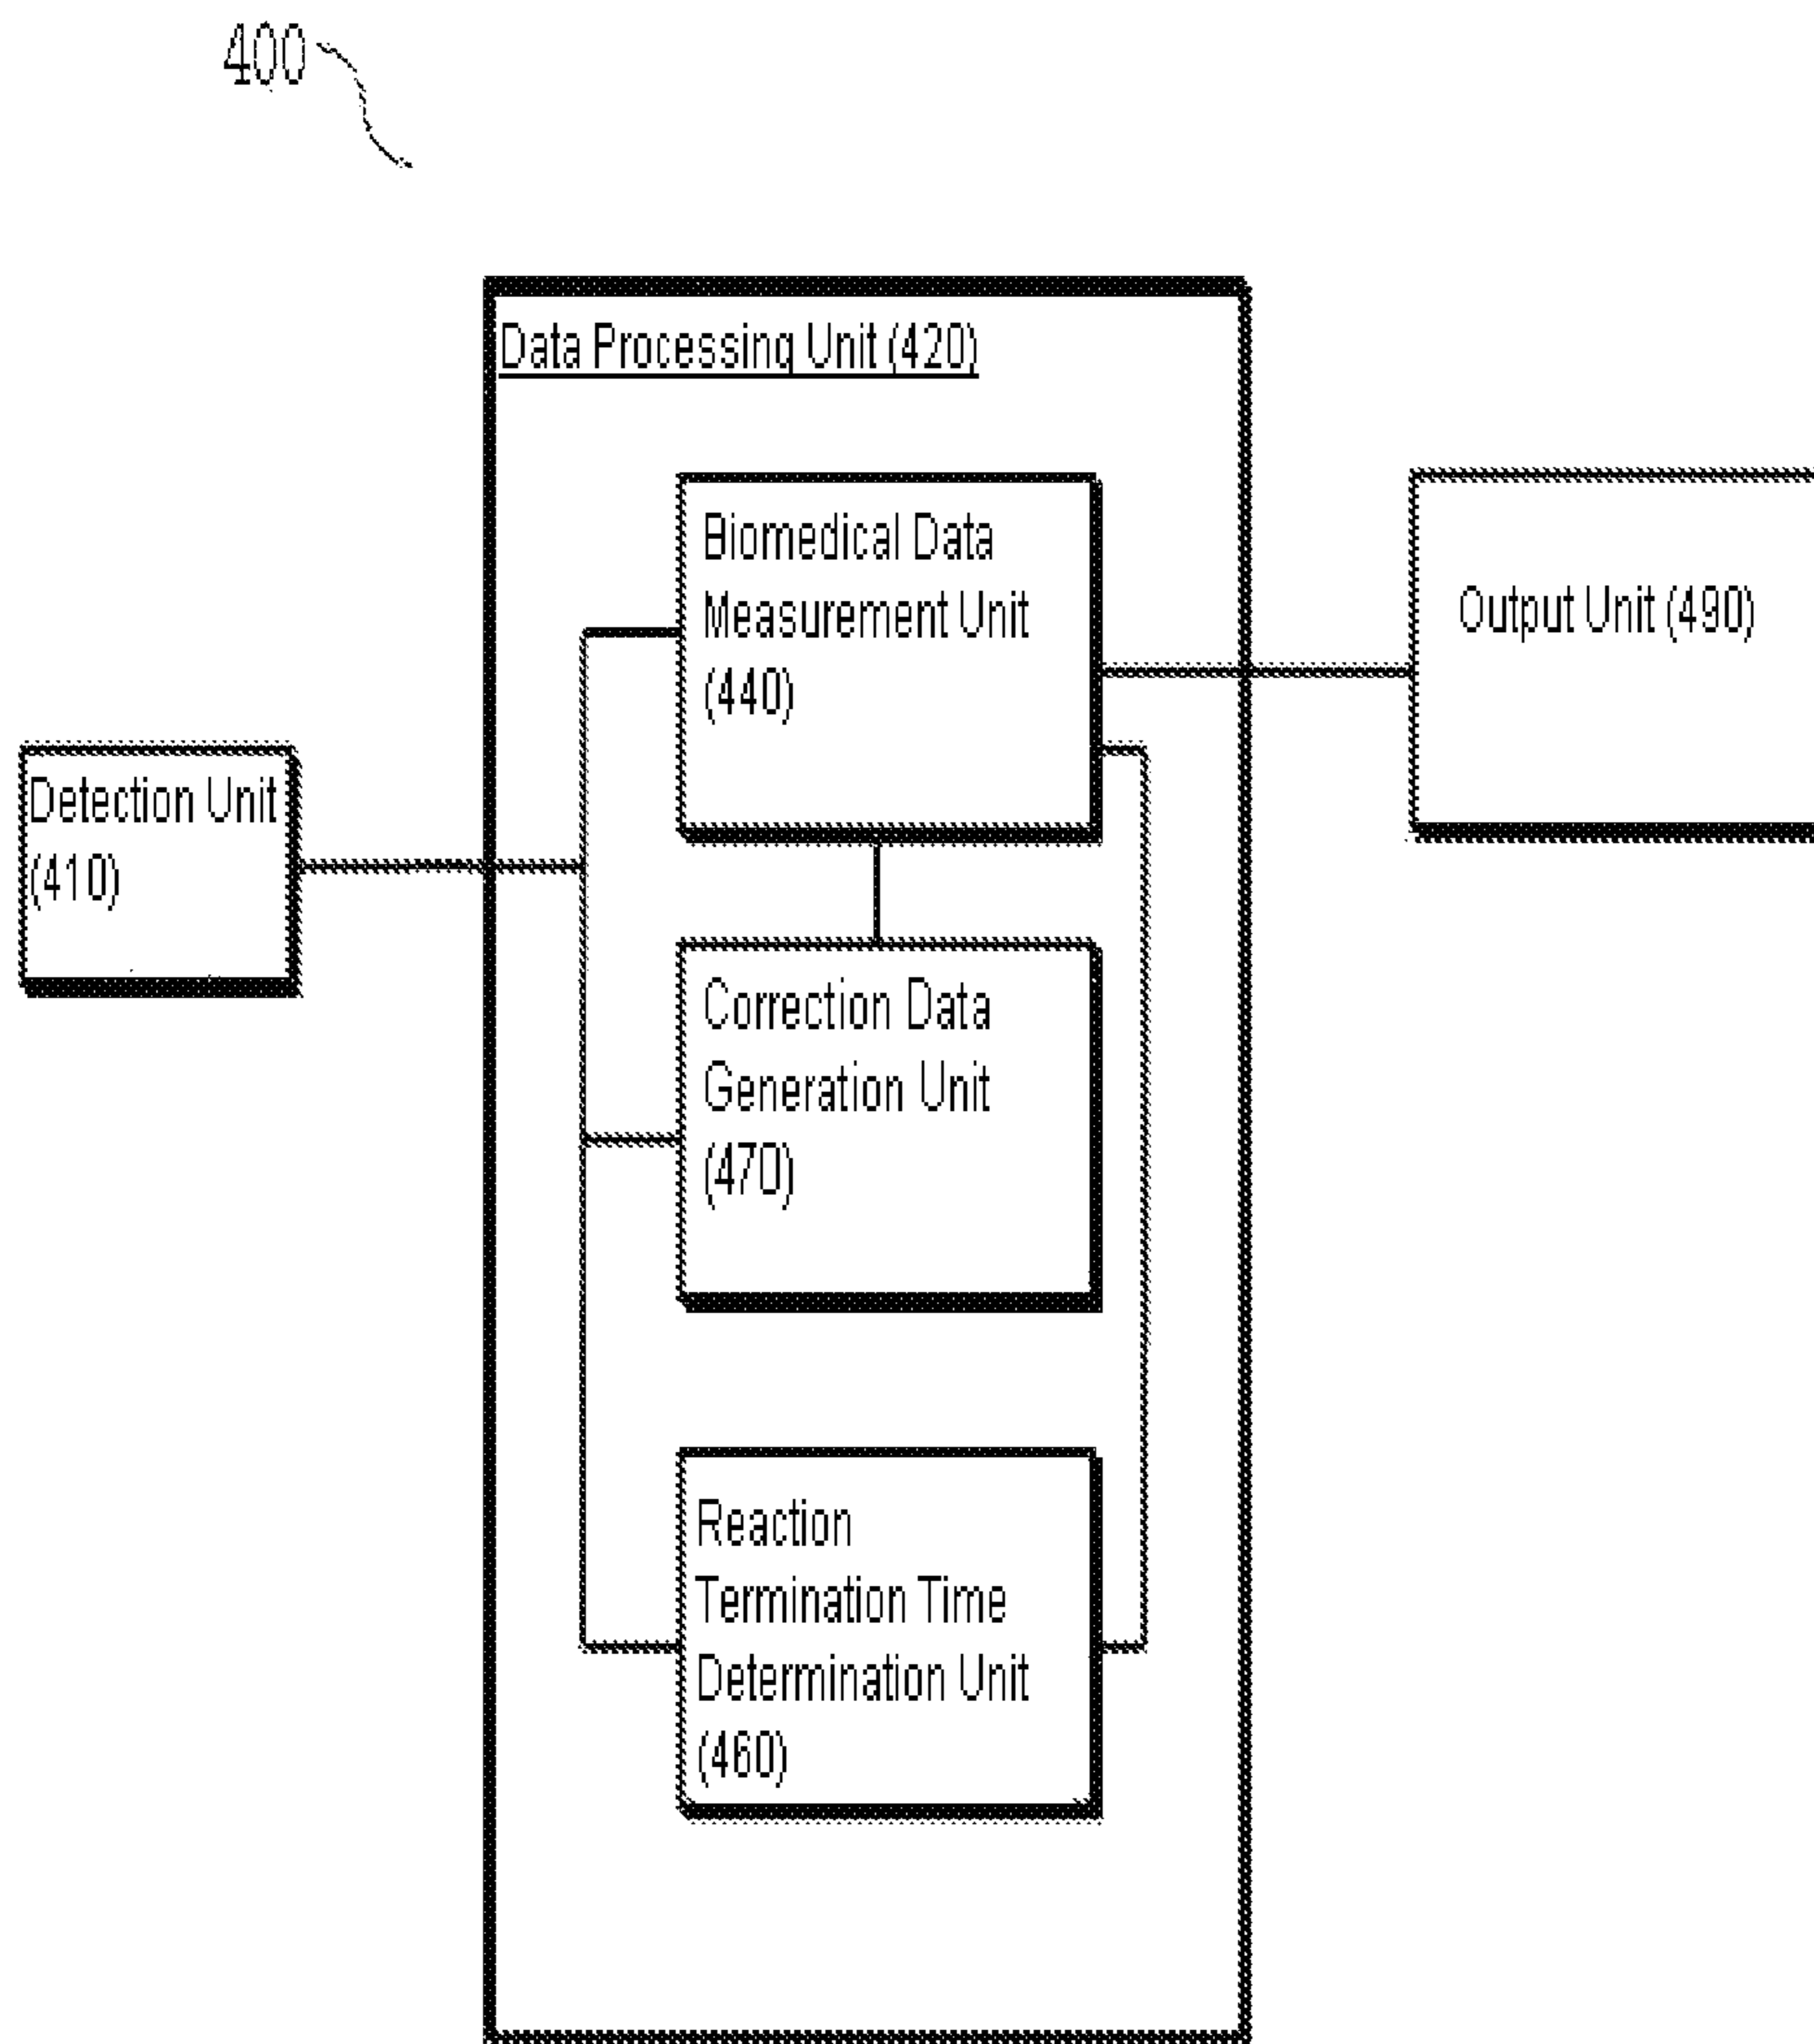 400
Data Processing Unit (420)
Biomedical Data
Measurement Unit
(440)
Output Unit (490)
Detection Unit
(410)
Correction Data
Generation Unit
(470)
Reaction
Termination Time
Determination Unit
(460)